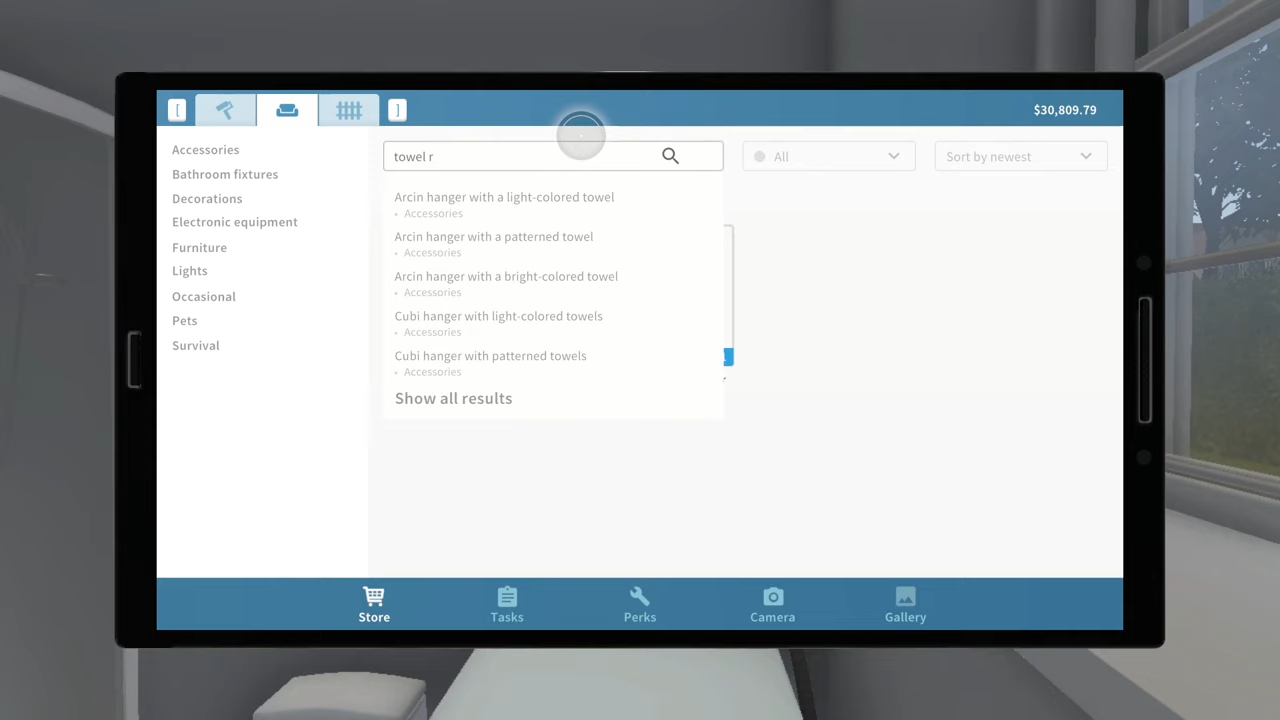 [
]
$30,809.79
Accessories
Bathroom fixtures
Decorations
Electronic equipment
Furniture
Lights
Occasional
Pets
Survival
towel r
All
Sort by newest
Arcin hanger with a light-colored towel
• Accessories
Arcin hanger with a patterned towel
• Accessories
Arcin hanger with a bright-colored towel
• Accessories
Cubi hanger with light-colored towels
• Accessories
Cubi hanger with patterned towels
• Accessories
Show all results
Store
Tasks
Perks
Camera
Gallery